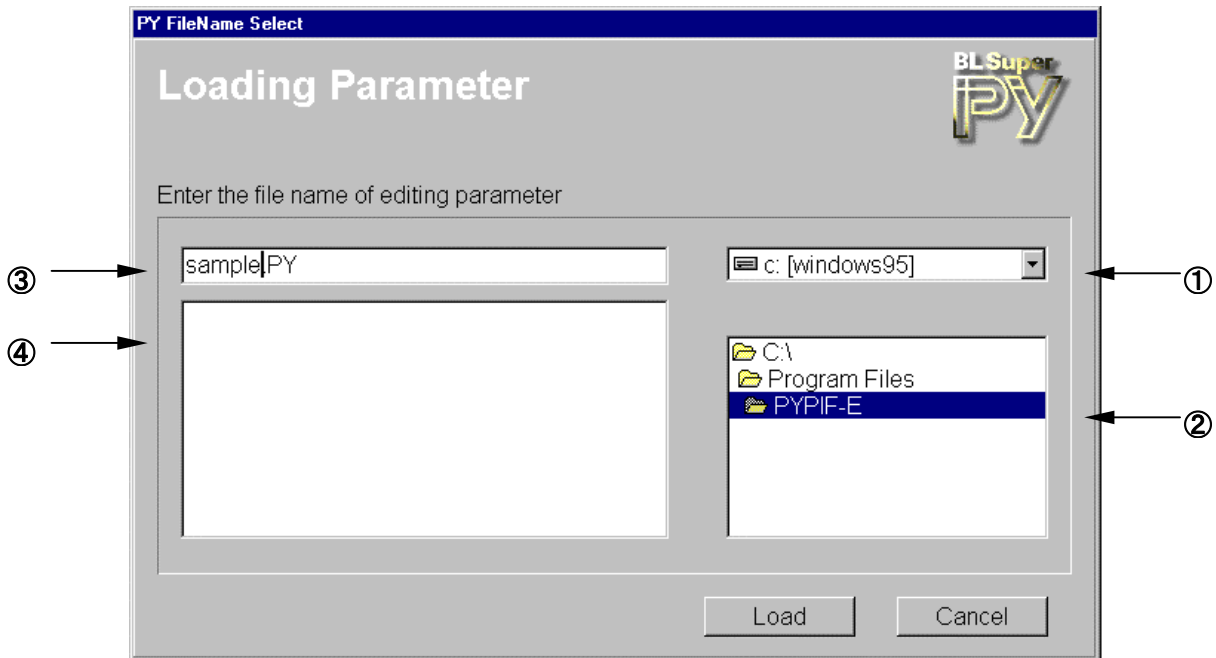 PY FileName Select
Loading Parameter
BL Super
PY
Enter the file name of editing parameter
③
sample.PY
c: [windows95]
①
④
C:\
Program Files
PYPIF-E
②
Load
Cancel